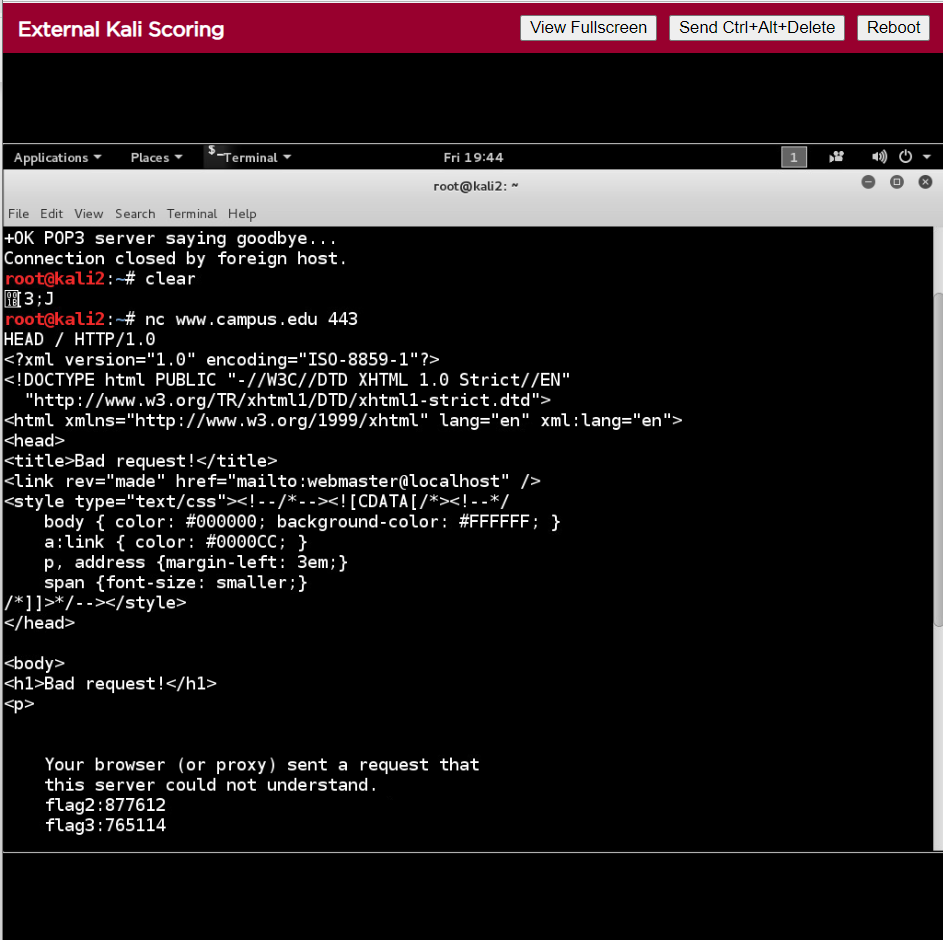 External Kali Scoring
View Fullscreen
Send Ctrl+Alt+Delete
Reboot
Applications
Places
Terminal
Fri 19:44
1
root@kali2: ~
File Edit View Search Terminal Help
+OK POP3 server saying goodbye...
Connection closed by foreign host.
root@kali2:~# clear
[3;J
root@kali2:~# nc www.campus.edu 443
HEAD / HTTP/1.0
<?xml version="1.0" encoding="ISO-8859-1"?>
<!DOCTYPE html PUBLIC "-//W3C//DTD XHTML 1.0 Strict//EN"
  "http://www.w3.org/TR/xhtml1/DTD/xhtml1-strict.dtd">
<html xmlns="http://www.w3.org/1999/xhtml" lang="en" xml:lang="en">
<head>
<title>Bad request!</title>
<link rev="made" href="mailto:webmaster@localhost" />
<style type="text/css"><!--/*--><![CDATA[/*><!--*/
    body { color: #000000; background-color: #FFFFFF; }
    a:link { color: #0000CC; }
    p, address {margin-left: 3em;}
    span {font-size: smaller;}
/*]]>*/--></style>
</head>
<body>
<h1>Bad request!</h1>
<p>
    Your browser (or proxy) sent a request that
    this server could not understand.
    flag2:877612
    flag3:765114